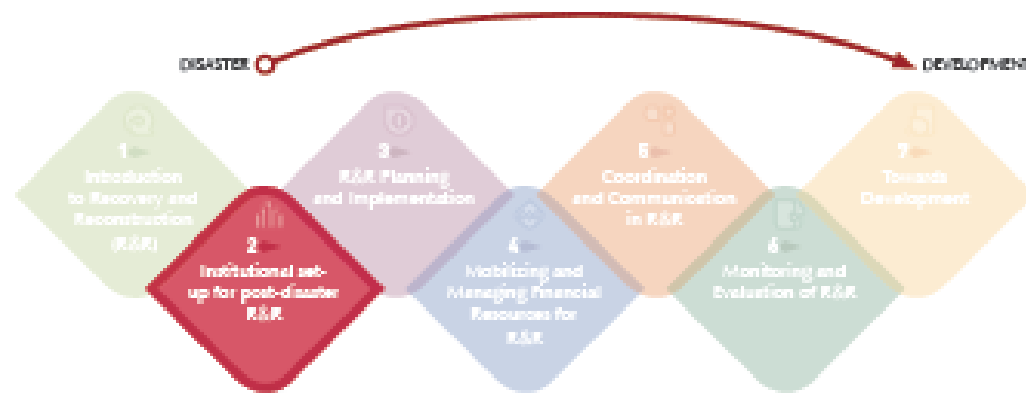 DISASTER
DEVELOPMENT
1
Introduction
to Recovery and
Reconstruction
(R&R)
2
Institutional set-
up for post-disaster
R&R
3
R&R Planning
and Implementation
4
Mobilizing and
Managing Financial
Resources for
R&R
5
Coordination
and Communication
in R&R
6
Monitoring and
Evaluation of R&R
7
Towards
Development